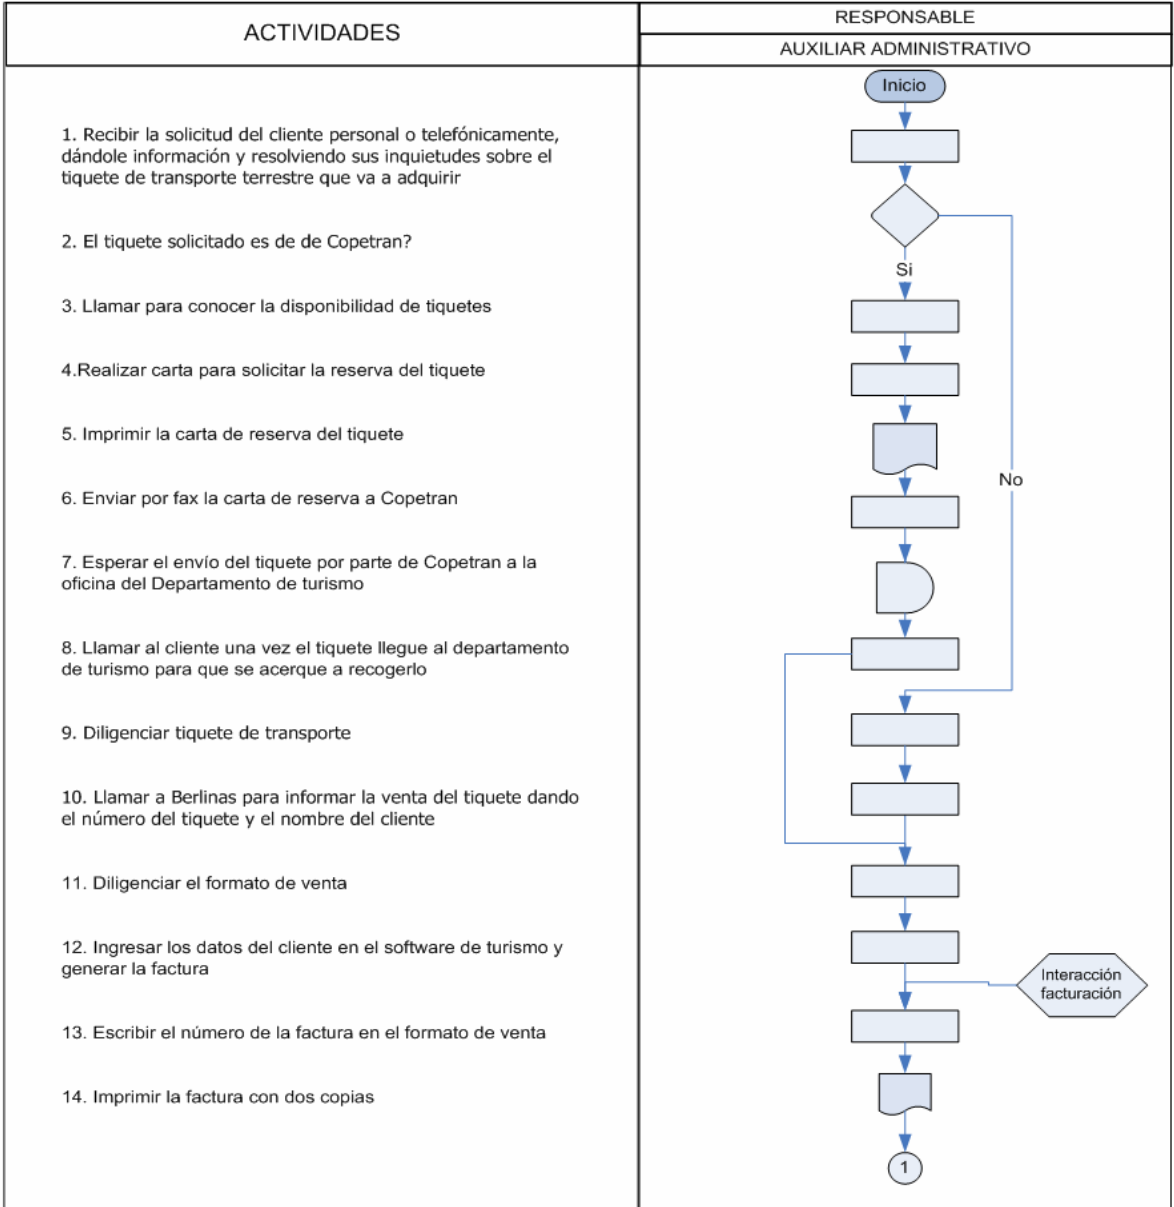 ACTIVIDADES
RESPONSABLE
AUXILIAR ADMINISTRATIVO
Inicio
1. Recibir la solicitud del cliente personal o telefónicamente,
dándole información y resolviendo sus inquietudes sobre el
tiquete de transporte terrestre que va a adquirir
2. El tiquete solicitado es de de Copetran?
Si
3. Llamar para conocer la disponibilidad de tiquetes
4.Realizar carta para solicitar la reserva del tiquete
5. Imprimir la carta de reserva del tiquete
No
6. Enviar por fax la carta de reserva a Copetran
7. Esperar el envío del tiquete por parte de Copetran a la
oficina del Departamento de turismo
8. Llamar al cliente una vez el tiquete llegue al departamento
de turismo para que se acerque a recogerlo
9. Diligenciar tiquete de transporte
10. Llamar a Berlinas para informar la venta del tiquete dando
el número del tiquete y el nombre del cliente
11. Diligenciar el formato de venta
12. Ingresar los datos del cliente en el software de turismo y
generar la factura
Interacción
facturación
13. Escribir el número de la factura en el formato de venta
14. Imprimir la factura con dos copias
1